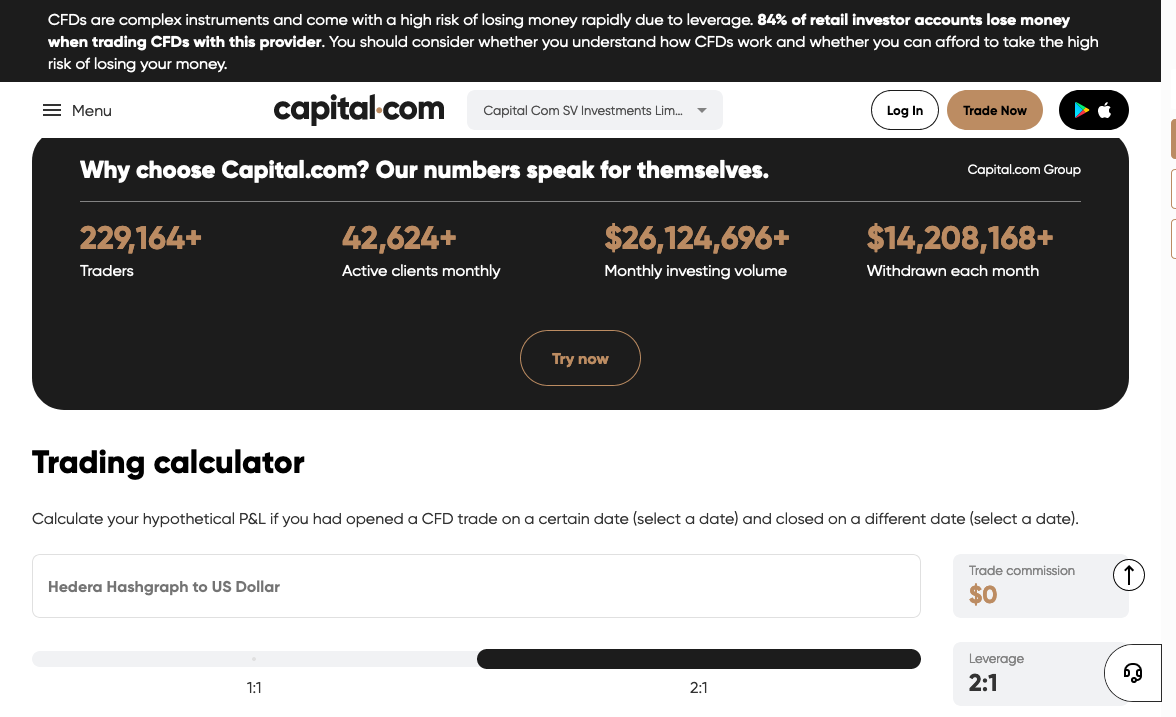 CFDs are complex instruments and come with a high risk of losing money rapidly due to leverage. 84% of retail investor accounts lose money
when trading CFDs with this provider. You should consider whether you understand how CFDs work and whether you can afford to take the high
risk of losing your money.
Menu
capital.com
Capital Com SV Investments Lim...
Log In
Trade Now
Why choose Capital.com? Our numbers speak for themselves.
Capital.com Group
229,164+
42,624+
$26,124,696+
$14,208,168+
Traders
Active clients monthly
Monthly investing volume
Withdrawn each month
Try now
Trading calculator
Calculate your hypothetical P&L if you had opened a CFD trade on a certain date (select a date) and closed on a different date (select a date).
Hedera Hashgraph to US Dollar
Trade commission
$0
1:1
2:1
Leverage
2:1